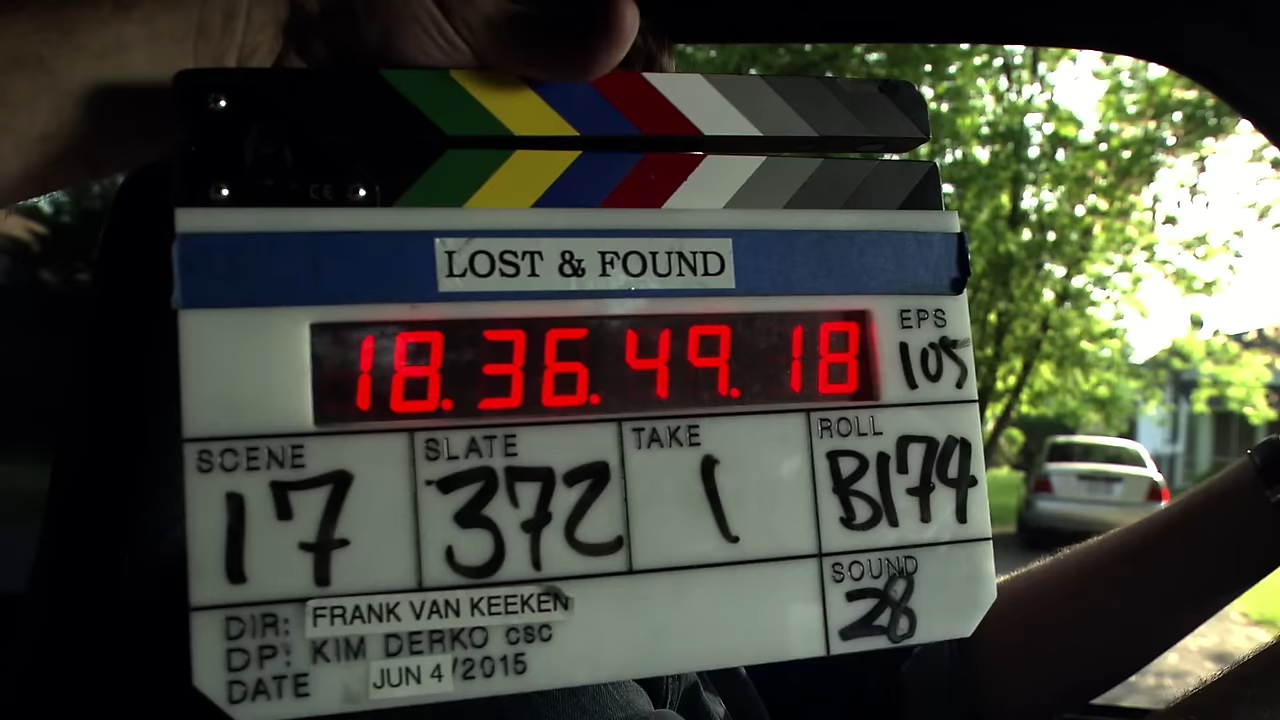 CE
LOST & FOUND
18.36.49.18
EPS
105
SCENE
17
SLATE
372
TAKE
1
ROLL
B174
SOUND
28
DIR: FRANK VAN KEEKEN
DP: KIM DERKO CSC
DATE JUN 4/2015